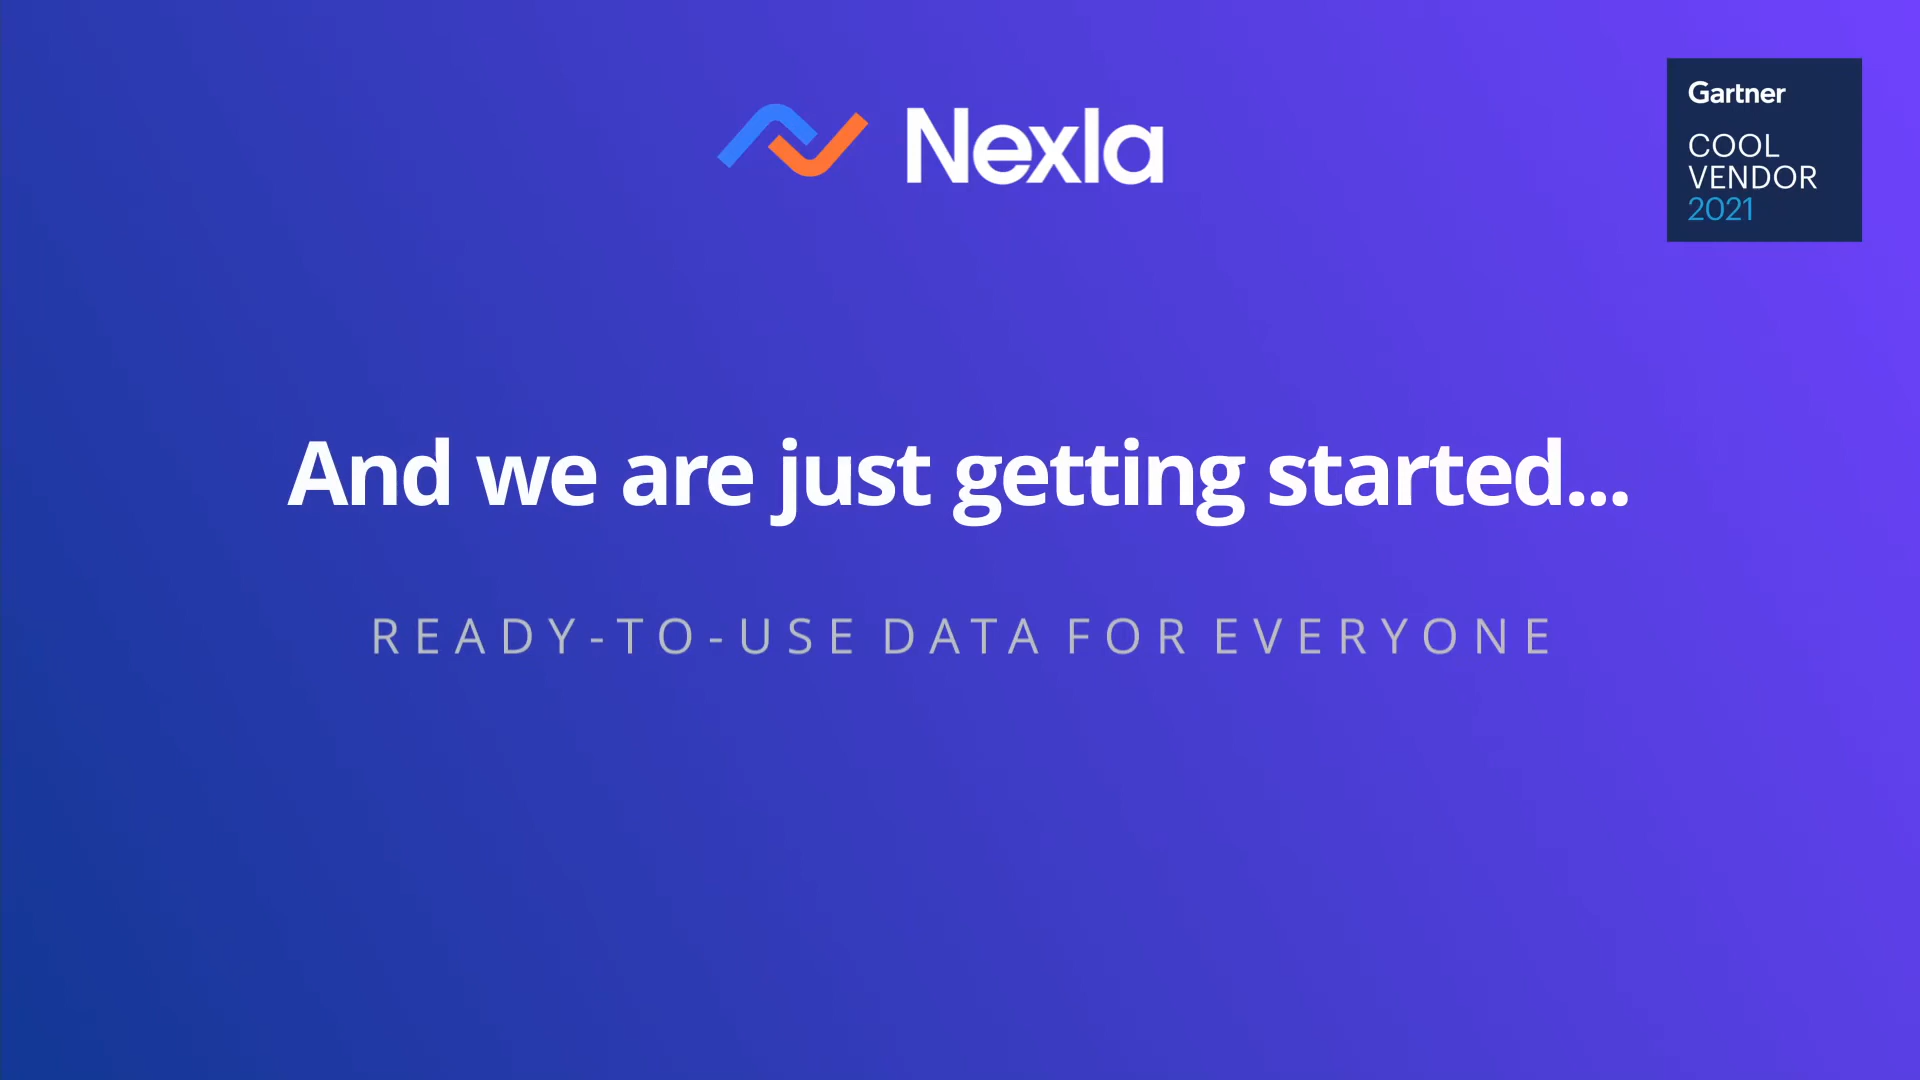 Nexla
Gartner
COOL
VENDOR
2021
And we are just getting started...
READY-TO-USE DATA FOR EVERYONE